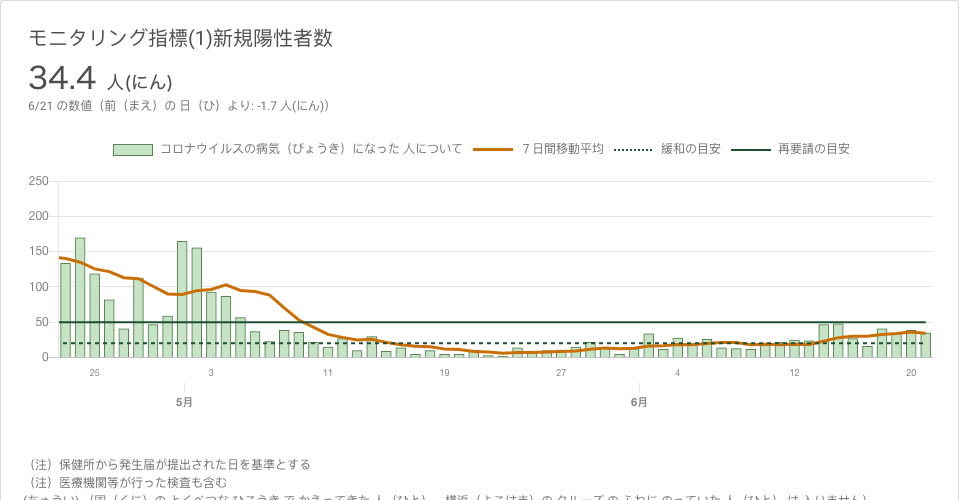 モニタリング指標(1)新規陽性者数
34.4 人(にん)
6/21 の数値（前（まえ）の 日（ひ）より: -1.7 人(にん)）
コロナウイルスの病気（びょうき）になった 人について ７日間移動平均 緩和の目安 再要請の目安
250
200
150
100
50
0
25 3 11 19 27 4 12 20
5月 6月
（注）保健所から発生届が提出された日を基準とする
（注）医療機関等が行った検査も含む